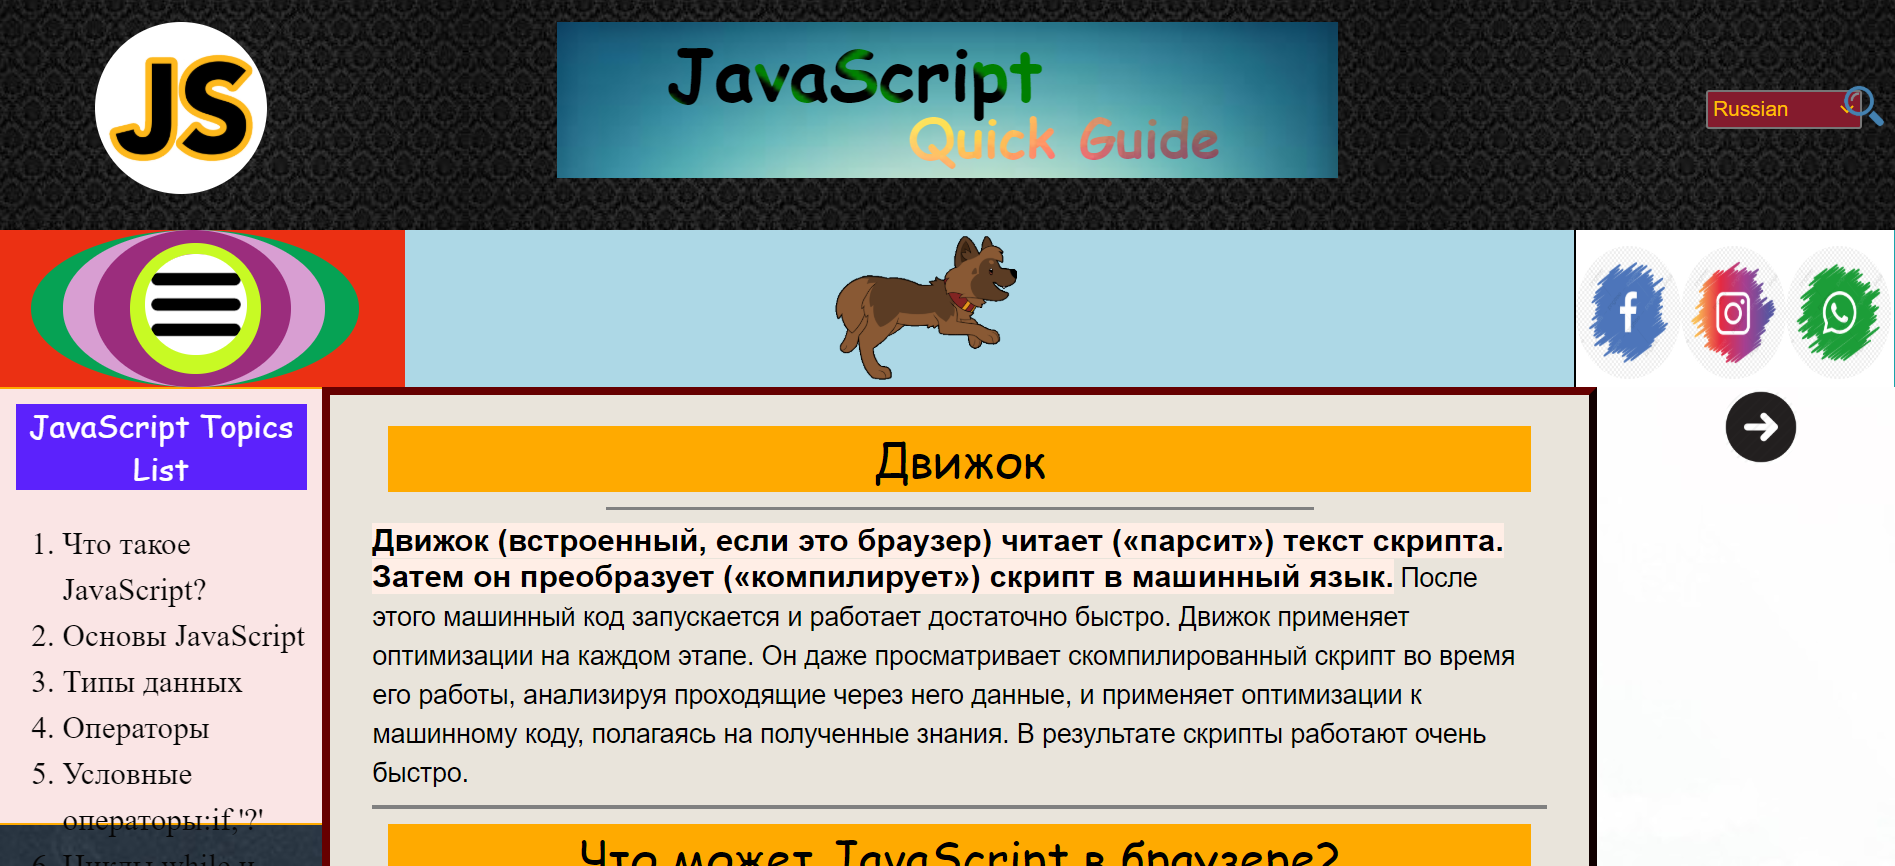 JS
JavaScript
Quick Guide
Russian
JavaScript Topics
List
1. Что такое
JavaScript?
2. Основы JavaScript
3. Типы данных
4. Операторы
5. Условные
операторы:if,'?'
6. Циклы while и
Движок
Движок (встроенный, если это браузер) читает («парсит») текст скрипта.
Затем он преобразует («компилирует») скрипт в машинный язык. После
этого машинный код запускается и работает достаточно быстро. Движок применяет
оптимизации на каждом этапе. Он даже просматривает скомпилированный скрипт во время
его работы, анализируя проходящие через него данные, и применяет оптимизации к
машинному коду, полагаясь на полученные знания. В результате скрипты работают очень
быстро.
Что может JavaScript в браузере?